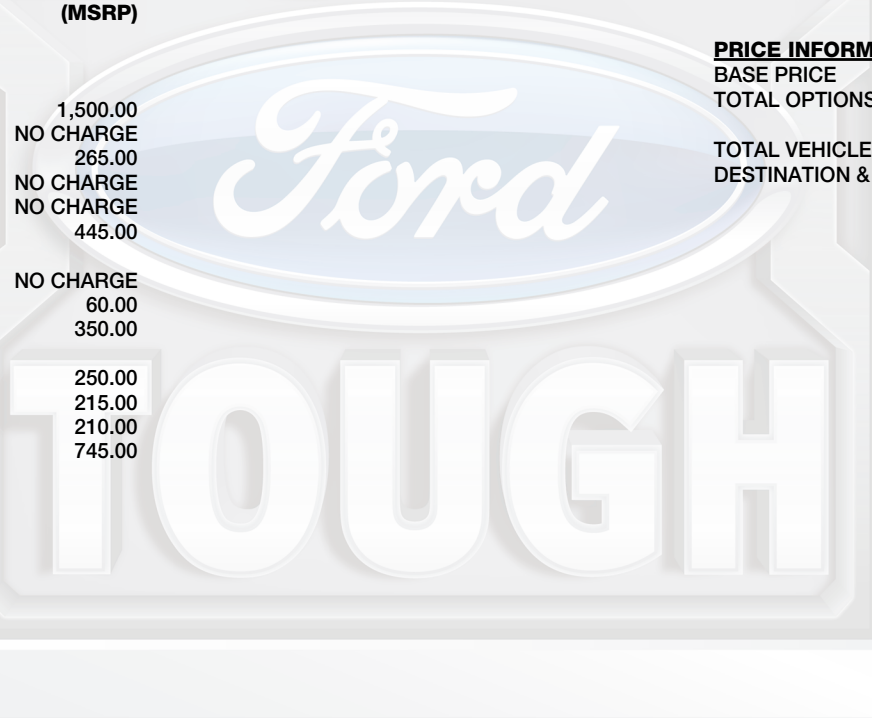 (MSRP)
1,500.00
NO CHARGE
265.00
NO CHARGE
NO CHARGE
445.00
NO CHARGE
60.00
350.00
250.00
215.00
210.00
745.00
PRICE INFORM
BASE PRICE
TOTAL OPTIONS
TOTAL VEHICLE
DESTINATION &
Ford
TOUGH